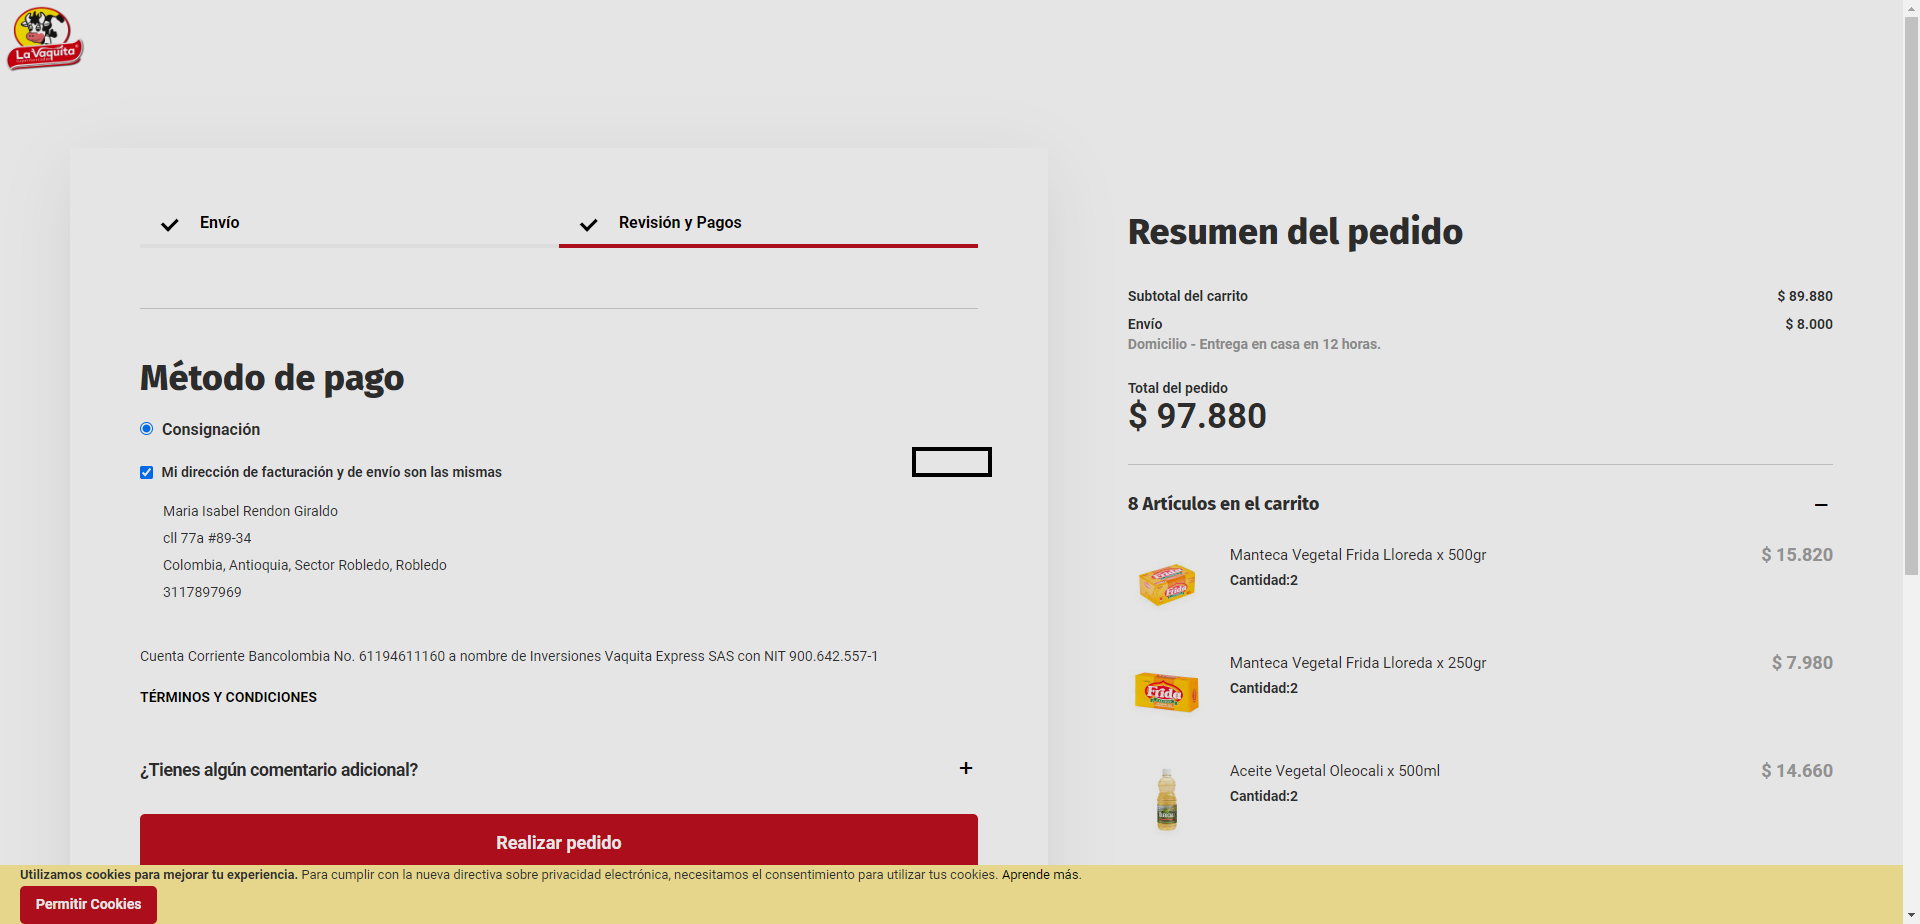 La Vaquita
Envío
Revisión y Pagos
Método de pago
Consignación
Mi dirección de facturación y de envío son las mismas
Maria Isabel Rendon Giraldo
cll 77a #89-34
Colombia, Antioquia, Sector Robledo, Robledo
3117897969
Cuenta Corriente Bancolombia No. 61194611160 a nombre de Inversiones Vaquita Express SAS con NIT 900.642.557-1
TÉRMINOS Y CONDICIONES
¿Tienes algún comentario adicional?
Realizar pedido
Resumen del pedido
Subtotal del carrito $ 89.880
Envío $ 8.000
Domicilio - Entrega en casa en 12 horas.
Total del pedido
$ 97.880
8 Artículos en el carrito
Manteca Vegetal Frida Lloreda x 500gr $ 15.820
Cantidad:2
Frida
Manteca Vegetal Frida Lloreda x 250gr $ 7.980
Cantidad:2
Frida
Aceite Vegetal Oleocali x 500ml $ 14.660
Cantidad:2
Utilizamos cookies para mejorar tu experiencia. Para cumplir con la nueva directiva sobre privacidad electrónica, necesitamos el consentimiento para utilizar tus cookies. Aprende más.
Permitir Cookies